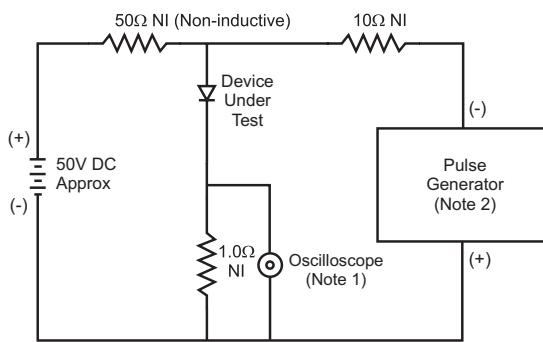 50Ω NI (Non-inductive)
10Ω NI
Device
Under
Test
(+)
50V DC
Approx
(-)
(-)
Pulse
Generator
(Note 2)
(+)
1.0Ω
NI
Oscilloscope
(Note 1)